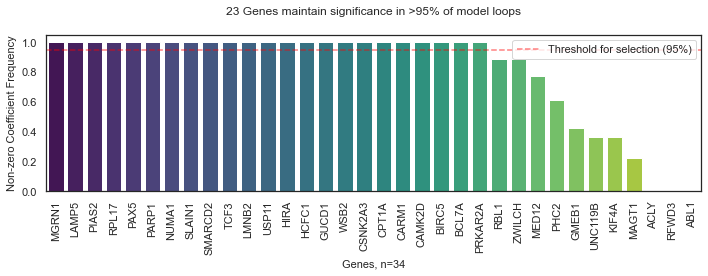 23 Genes maintain significance in >95% of model loops
Threshold for selection (95%)
Non-zero Coefficient Frequency
1.0
0.8
0.6
0.4
0.2
0.0
MGRN1
LAMP5
PIAS2
RPL17
PAX5
PARP1
NUMA1
SLAIN1
SMARCD2
TCF3
LMNB2
USP11
HIRA
HCFC1
GUCD1
WSB2
CSNK2A3
CPT1A
CARM1
CAMK2D
BIRC5
BCL7A
PRKAR2A
RBL1
ZWILCH
MED12
PHC2
GMEB1
UNC119B
KIF4A
MAGT1
ACLY
RFWD3
ABL1
Genes, n=34